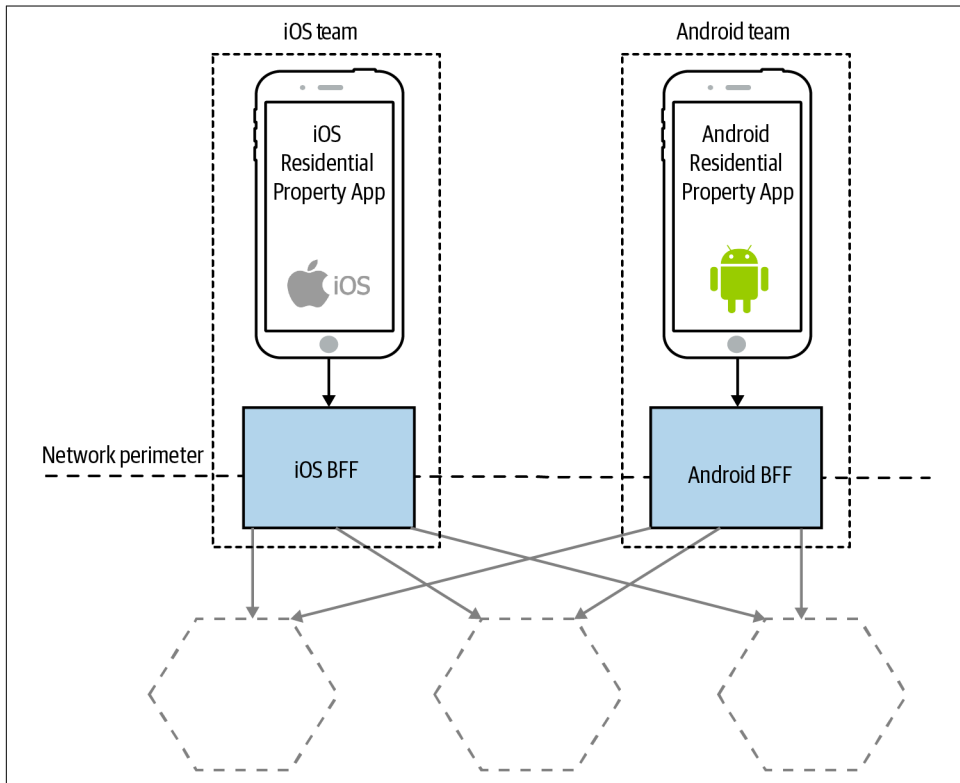 iOS team
Android team
iOS
Residential
Property App
iOS
Android
Residential
Property App
Network perimeter
iOS BFF
Android BFF